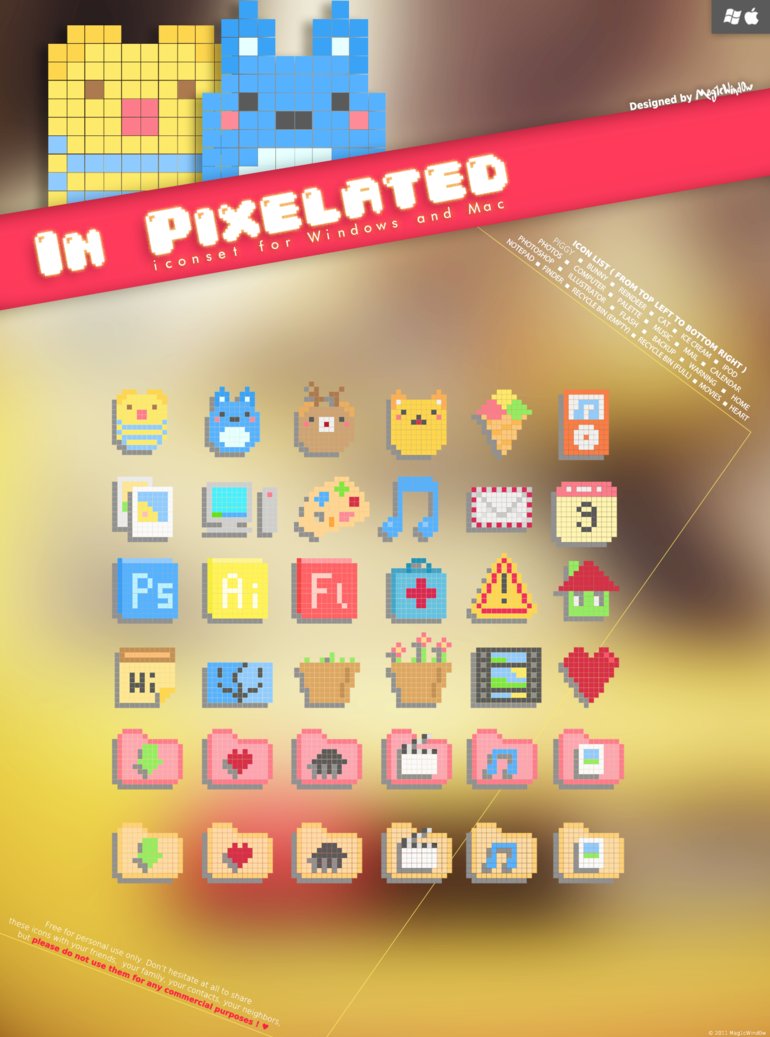 Designed by MagicWind0w
In Pixelated
iconset for Windows and Mac
ICON LIST ( FROM TOP LEFT TO BOTTOM RIGHT )
PIGGY ■ BUNNY ■ REINDEER ■ CAT ■ ICE CREAM ■ IPOD
PHOTOS ■ COMPUTER ■ PALETTE ■ MUSIC ■ MAIL ■ CALENDAR
PHOTOSHOP ■ ILLUSTRATOR ■ FLASH ■ BACKUP ■ WARNING ■ HOME
NOTEPAD ■ FINDER ■ RECYCLE BIN (EMPTY) ■ RECYCLE BIN (FULL) ■ MOVIES ■ HEART
9
Ps
Ai
FL
Hi
Free for personal use only. Don't hesitate at all to share
these icons with your friends, your family, your contacts, your neighbors,
but please do not use them for any commercial purposes ! ♥
© 2011 MagicWind0w